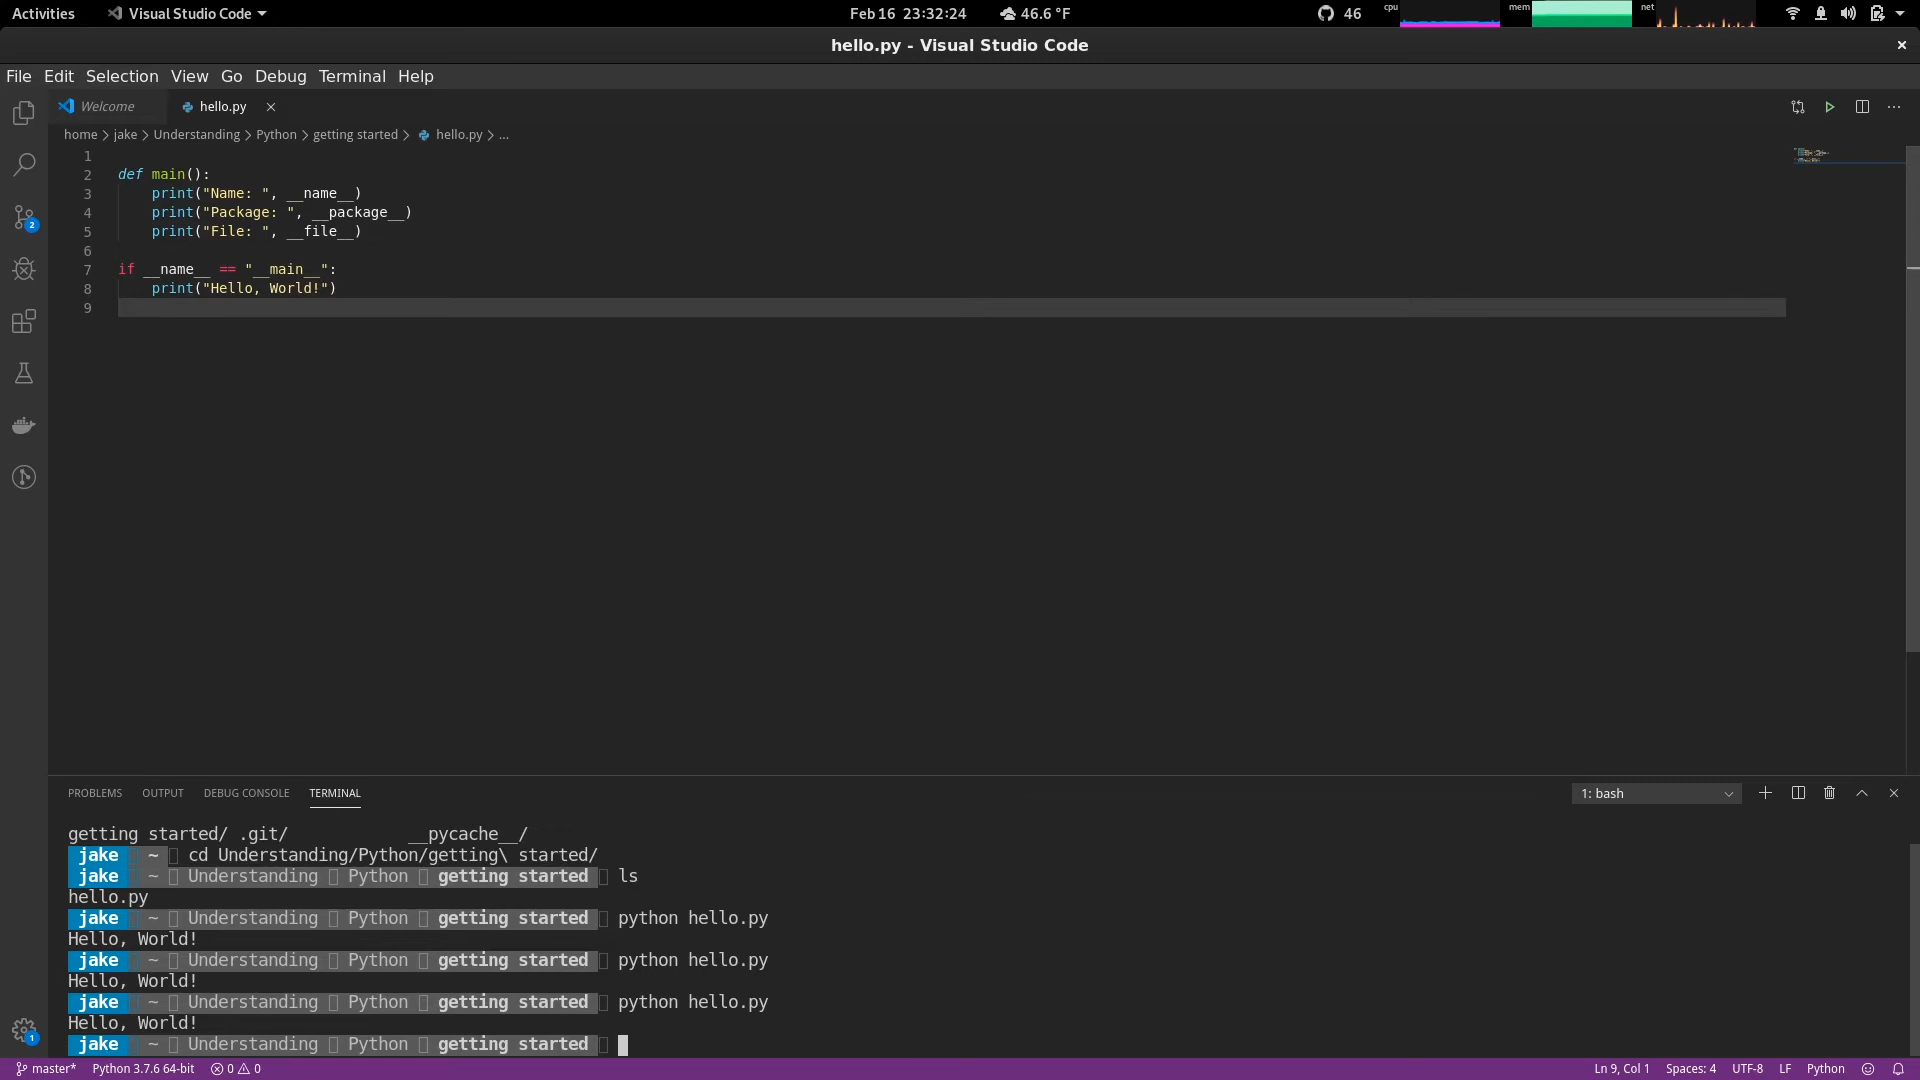 Activities Visual Studio Code Feb 16 23:32:24 46.6 °F 46 cpu mem net
hello.py - Visual Studio Code
File Edit Selection View Go Debug Terminal Help
Welcome hello.py
home > jake > Understanding > Python > getting started > hello.py > ...
1
2 def main():
3 print("Name: ", __name__)
4 print("Package: ", __package__)
5 print("File: ", __file__)
6
7 if __name__ == "__main__":
8 print("Hello, World!")
9
2
1
PROBLEMS OUTPUT DEBUG CONSOLE TERMINAL 1: bash
getting started/ .git/ __pycache__/
jake ~ cd Understanding/Python/getting\ started/
jake ~ Understanding Python getting started ls
hello.py
jake ~ Understanding Python getting started python hello.py
Hello, World!
jake ~ Understanding Python getting started python hello.py
Hello, World!
jake ~ Understanding Python getting started python hello.py
Hello, World!
jake ~ Understanding Python getting started
master* Python 3.7.6 64-bit 0 0 Ln 9, Col 1 Spaces: 4 UTF-8 LF Python